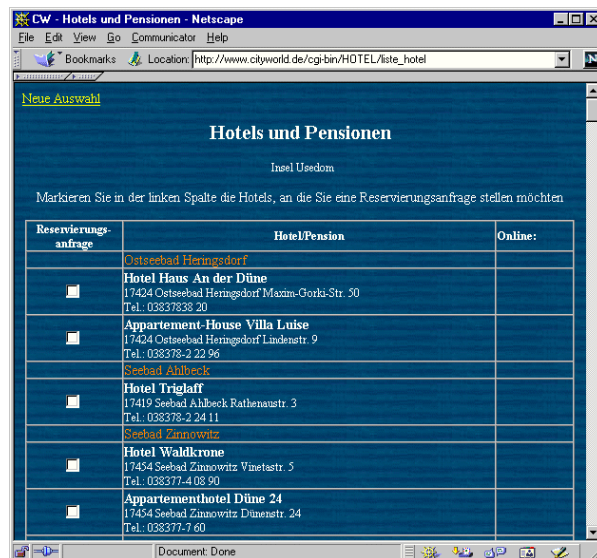 CW - Hotels und Pensionen - Netscape
File Edit View Go Communicator Help
Bookmarks Location: http://www.cityworld.de/cgi-bin/HOTEL/liste_hotel
N
Neue Auswahl
Hotels und Pensionen
Insel Usedom
Markieren Sie in der linken Spalte die Hotels, an die Sie eine Reservierungsanfrage stellen möchten
Reservierungs-
anfrage
Hotel/Pension
Online:
Ostseebad Heringsdorf
Hotel Haus An der Düne
17424 Ostseebad Heringsdorf Maxim-Gorki-Str. 50
Tel.: 03837838 20
Appartement-House Villa Luise
17424 Ostseebad Heringsdorf Lindenstr. 9
Tel.: 038378-2 22 96
Seebad Ahlbeck
Hotel Triglaff
17419 Seebad Ahlbeck Rathenaustr. 3
Tel.: 038378-2 24 11
Seebad Zinnowitz
Hotel Waldkrone
17454 Seebad Zinnowitz Vinetastr. 5
Tel.: 038377-4 08 90
Appartementhotel Düne 24
17454 Seebad Zinnowitz Dünenstr. 24
Tel.: 038377-7 60
Document: Done